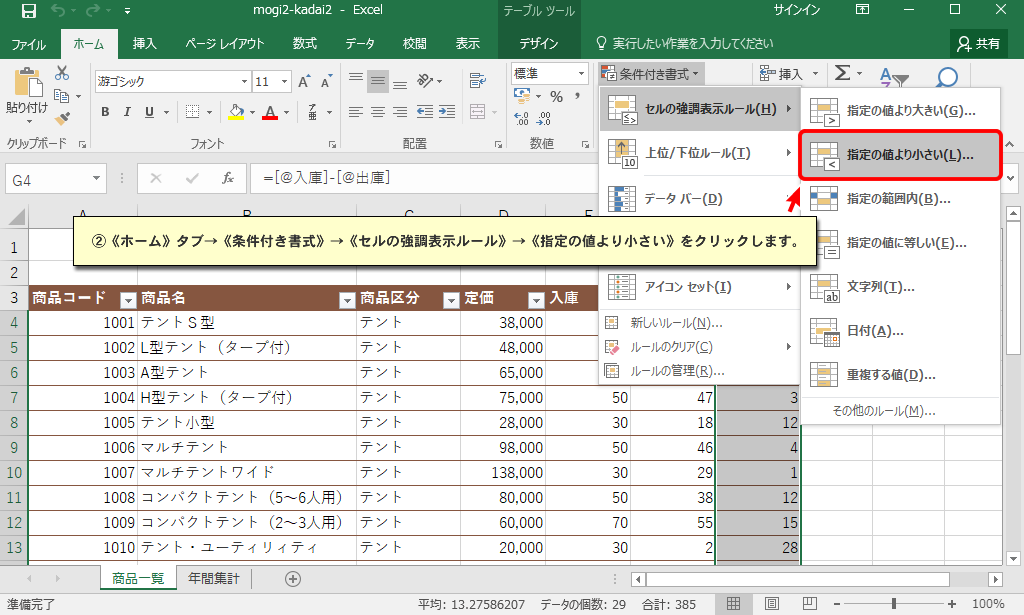 mogi2-kadai2 - Excel
テーブル ツール
サインイン
ファイル
ホーム
挿入
ページ レイアウト
数式
データ
校閲
表示
デザイン
実行したい作業を入力してください
共有
貼り付け
游ゴシック
11
A A
B I U
A
亜
標準
% ,
条件付き書式
挿入
Σ
クリップボード
フォント
配置
数値
セルの強調表示ルール(H)
上位/下位ルール(T)
データ バー(D)
アイコン セット(I)
新しいルール(N)...
ルールのクリア(C)
ルールの管理(R)...
指定の値より大きい(G)...
指定の値より小さい(L)...
指定の範囲内(B)...
指定の値に等しい(E)...
文字列(T)...
日付(A)...
重複する値(D)...
その他のルール(M)...
G4
fx
=[@入庫]-[@出庫]
②《ホーム》タブ→《条件付き書式》→《セルの強調表示ルール》→《指定の値より小さい》をクリックします。
1
2
3 商品コード 商品名 商品区分 定価 入庫
4 1001 テントS型 テント 38,000
5 1002 L型テント（タープ付） テント 48,000
6 1003 A型テント テント 65,000
7 1004 H型テント（タープ付） テント 75,000 50 47 3
8 1005 テント小型 テント 28,000 30 18 12
9 1006 マルチテント テント 98,000 50 46 4
10 1007 マルチテントワイド テント 138,000 30 29 1
11 1008 コンパクトテント（5～6人用） テント 80,000 50 38 12
12 1009 コンパクトテント（2～3人用） テント 60,000 70 55 15
13 1010 テント・ユーティリィティ テント 20,000 30 2 28
商品一覧
年間集計
準備完了
平均: 13.27586207 データの個数: 29 合計: 385
100%